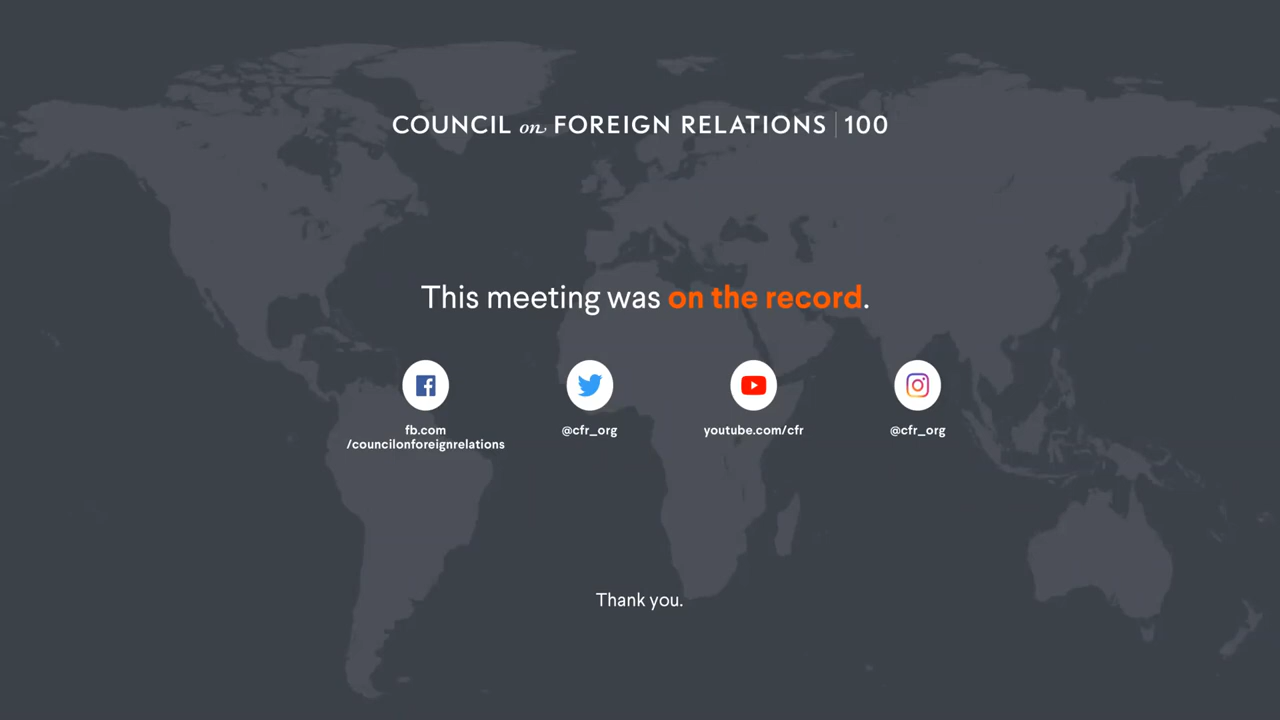 COUNCIL on FOREIGN RELATIONS | 100
This meeting was on the record.
fb.com
/councilonforeignrelations
@cfr_org
youtube.com/cfr
@cfr_org
Thank you.